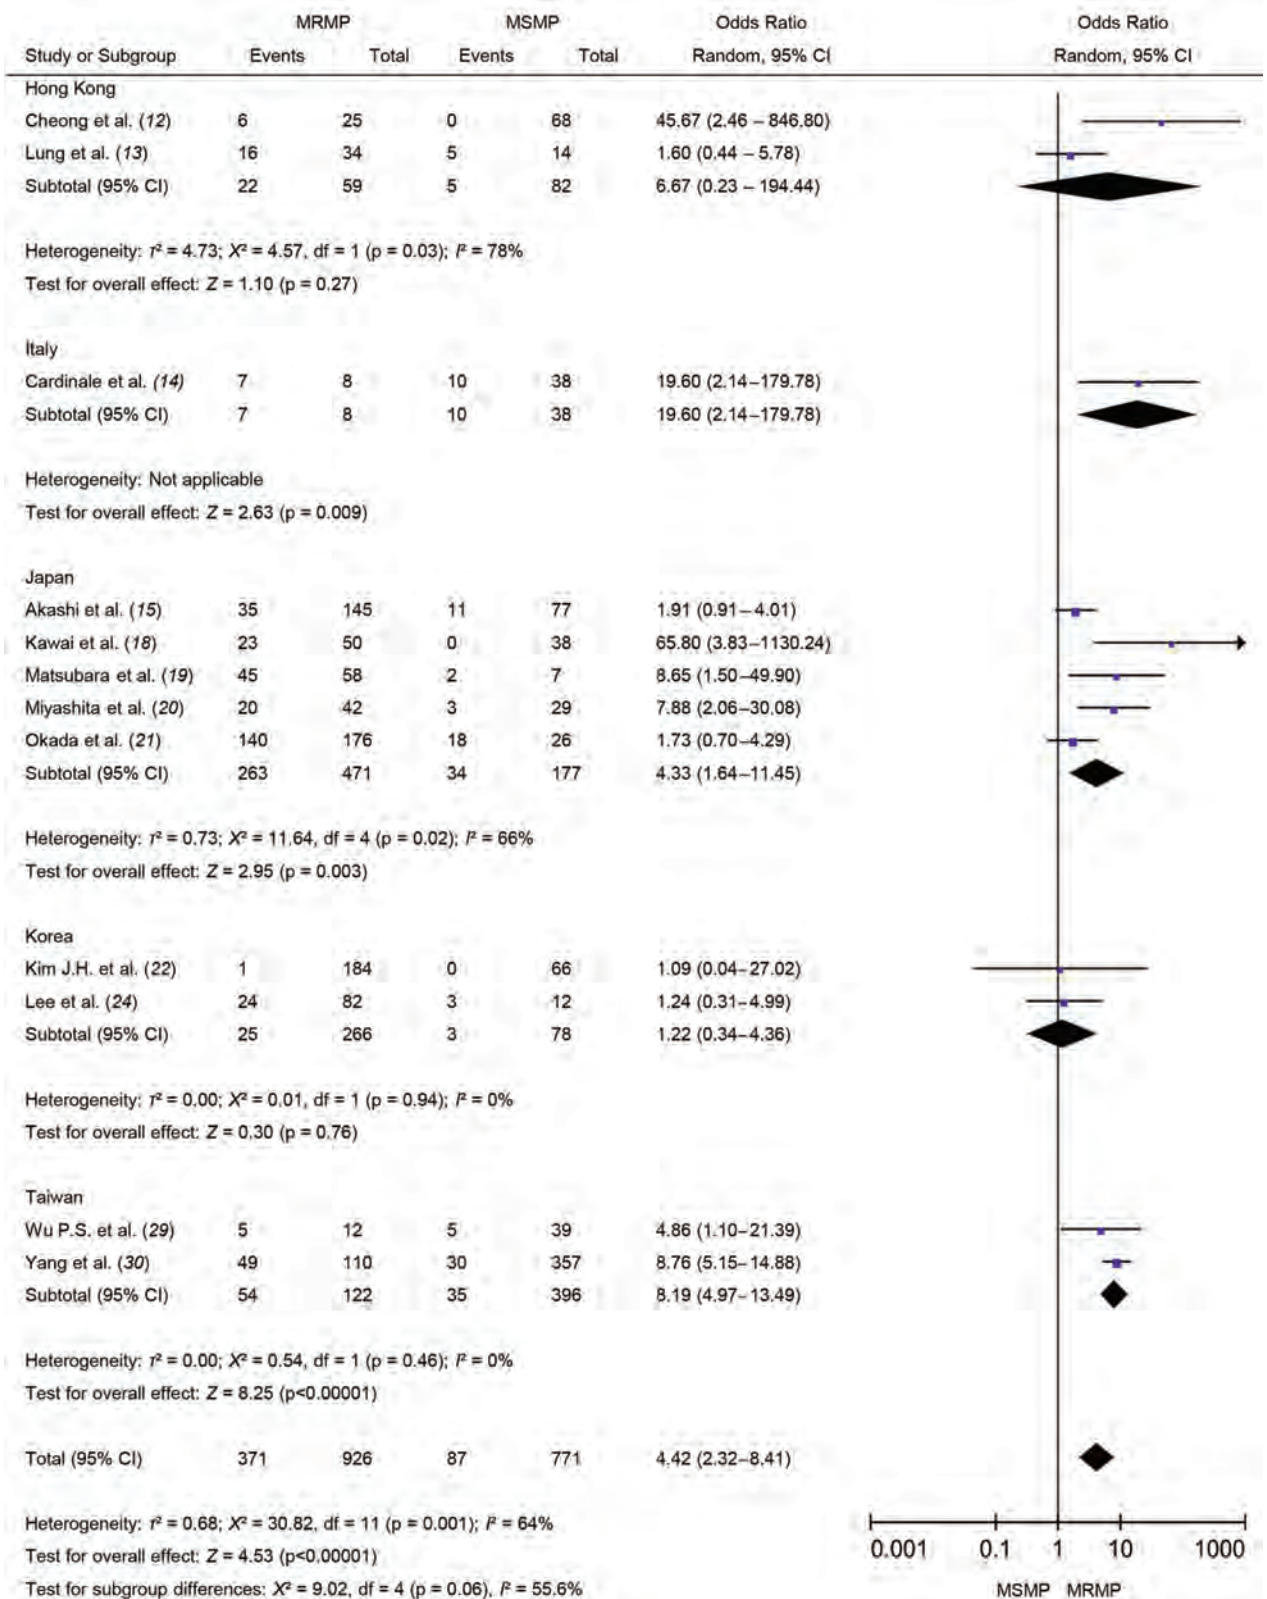 MRMP MSMP Odds Ratio Odds Ratio
Study or Subgroup Events Total Events Total Random, 95% CI Random, 95% CI
Hong Kong
Cheong et al. (12) 6 25 0 68 45.67 (2.46 – 846.80)
Lung et al. (13) 16 34 5 14 1.60 (0.44 – 5.78)
Subtotal (95% CI) 22 59 5 82 6.67 (0.23 – 194.44)
Heterogeneity: τ² = 4.73; X² = 4.57, df = 1 (p = 0.03); I² = 78%
Test for overall effect: Z = 1.10 (p = 0.27)
Italy
Cardinale et al. (14) 7 8 10 38 19.60 (2.14–179.78)
Subtotal (95% CI) 7 8 10 38 19.60 (2.14–179.78)
Heterogeneity: Not applicable
Test for overall effect: Z = 2.63 (p = 0.009)
Japan
Akashi et al. (15) 35 145 11 77 1.91 (0.91–4.01)
Kawai et al. (18) 23 50 0 38 65.80 (3.83–1130.24)
Matsubara et al. (19) 45 58 2 7 8.65 (1.50–49.90)
Miyashita et al. (20) 20 42 3 29 7.88 (2.06–30.08)
Okada et al. (21) 140 176 18 26 1.73 (0.70–4.29)
Subtotal (95% CI) 263 471 34 177 4.33 (1.64–11.45)
Heterogeneity: τ² = 0.73; X² = 11.64, df = 4 (p = 0.02); I² = 66%
Test for overall effect: Z = 2.95 (p = 0.003)
Korea
Kim J.H. et al. (22) 1 184 0 66 1.09 (0.04–27.02)
Lee et al. (24) 24 82 3 12 1.24 (0.31–4.99)
Subtotal (95% CI) 25 266 3 78 1.22 (0.34–4.36)
Heterogeneity: τ² = 0.00; X² = 0.01, df = 1 (p = 0.94); I² = 0%
Test for overall effect: Z = 0.30 (p = 0.76)
Taiwan
Wu P.S. et al. (29) 5 12 5 39 4.86 (1.10–21.39)
Yang et al. (30) 49 110 30 357 8.76 (5.15–14.88)
Subtotal (95% CI) 54 122 35 396 8.19 (4.97–13.49)
Heterogeneity: τ² = 0.00; X² = 0.54, df = 1 (p = 0.46); I² = 0%
Test for overall effect: Z = 8.25 (p<0.00001)
Total (95% CI) 371 926 87 771 4.42 (2.32–8.41)
Heterogeneity: τ² = 0.68; X² = 30.82, df = 11 (p = 0.001); I² = 64%
Test for overall effect: Z = 4.53 (p<0.00001)
Test for subgroup differences: X² = 9.02, df = 4 (p = 0.06), I² = 55.6%
0.001 0.1 1 10 1000
MSMP MRMP